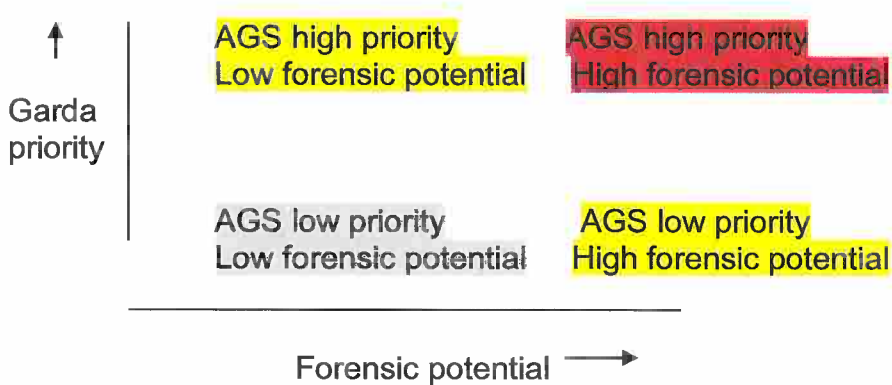 AGS high priority
Low forensic potential
AGS high priority
High forensic potential
Garda
priority
AGS low priority
Low forensic potential
AGS low priority
High forensic potential
Forensic potential